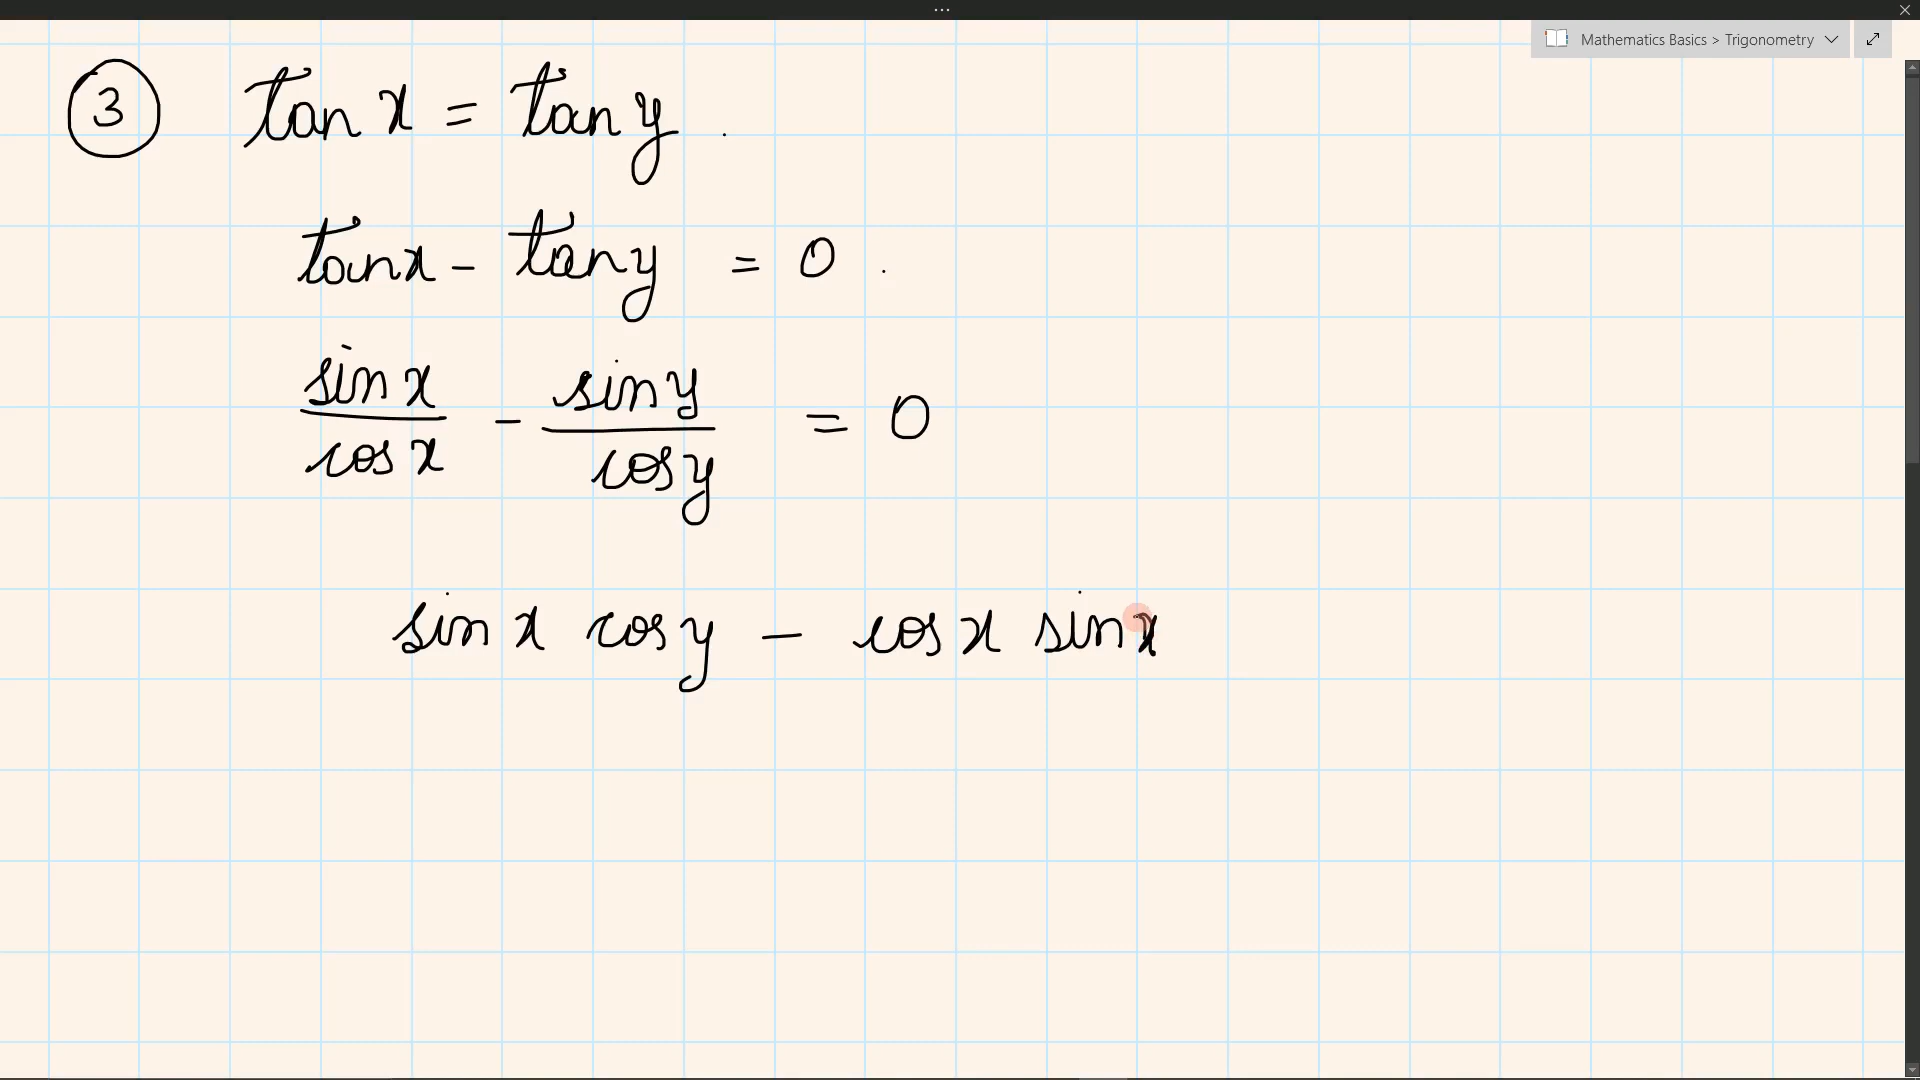 Mathematics Basics > Trigonometry
③ tan x = tan y .
tan x - tan y = 0 .
sin x / cos x - sin y / cos y = 0
sin x cos y - cos x sin x